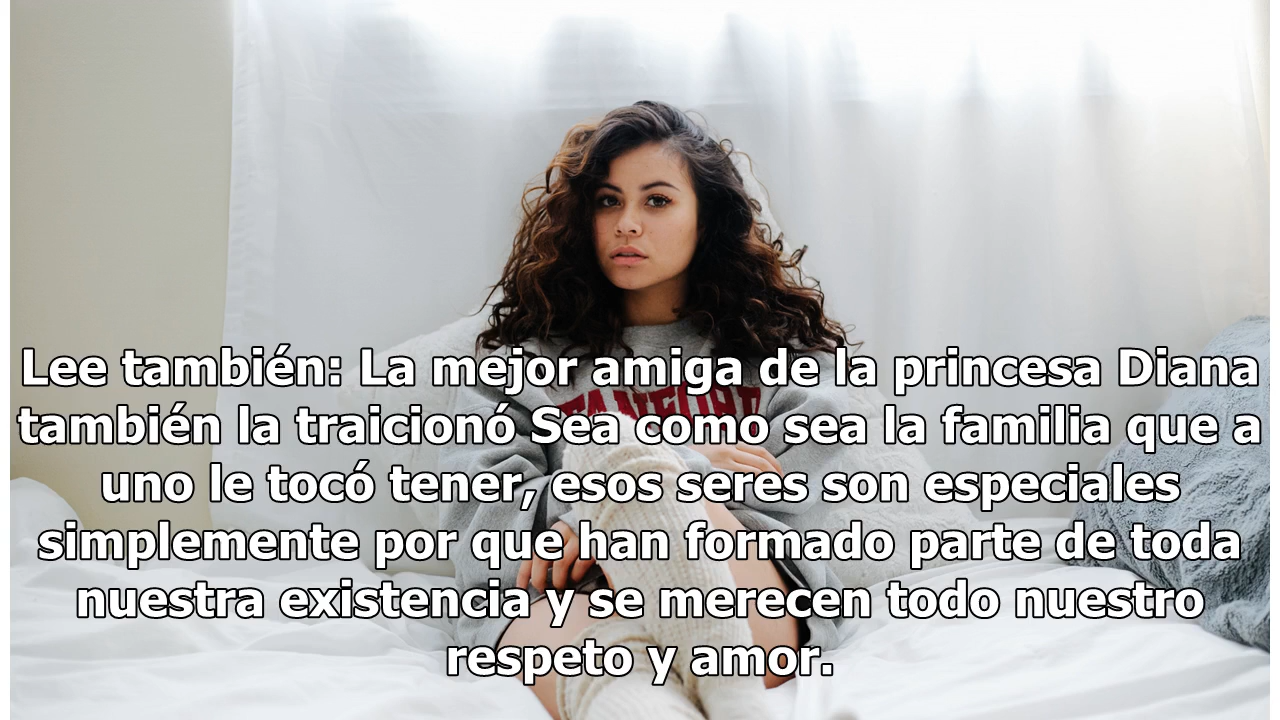 Lee también: La mejor amiga de la princesa Diana
también la traicionó Sea como sea la familia que a
uno le tocó tener, esos seres son especiales
simplemente por que han formado parte de toda
nuestra existencia y se merecen todo nuestro
respeto y amor.